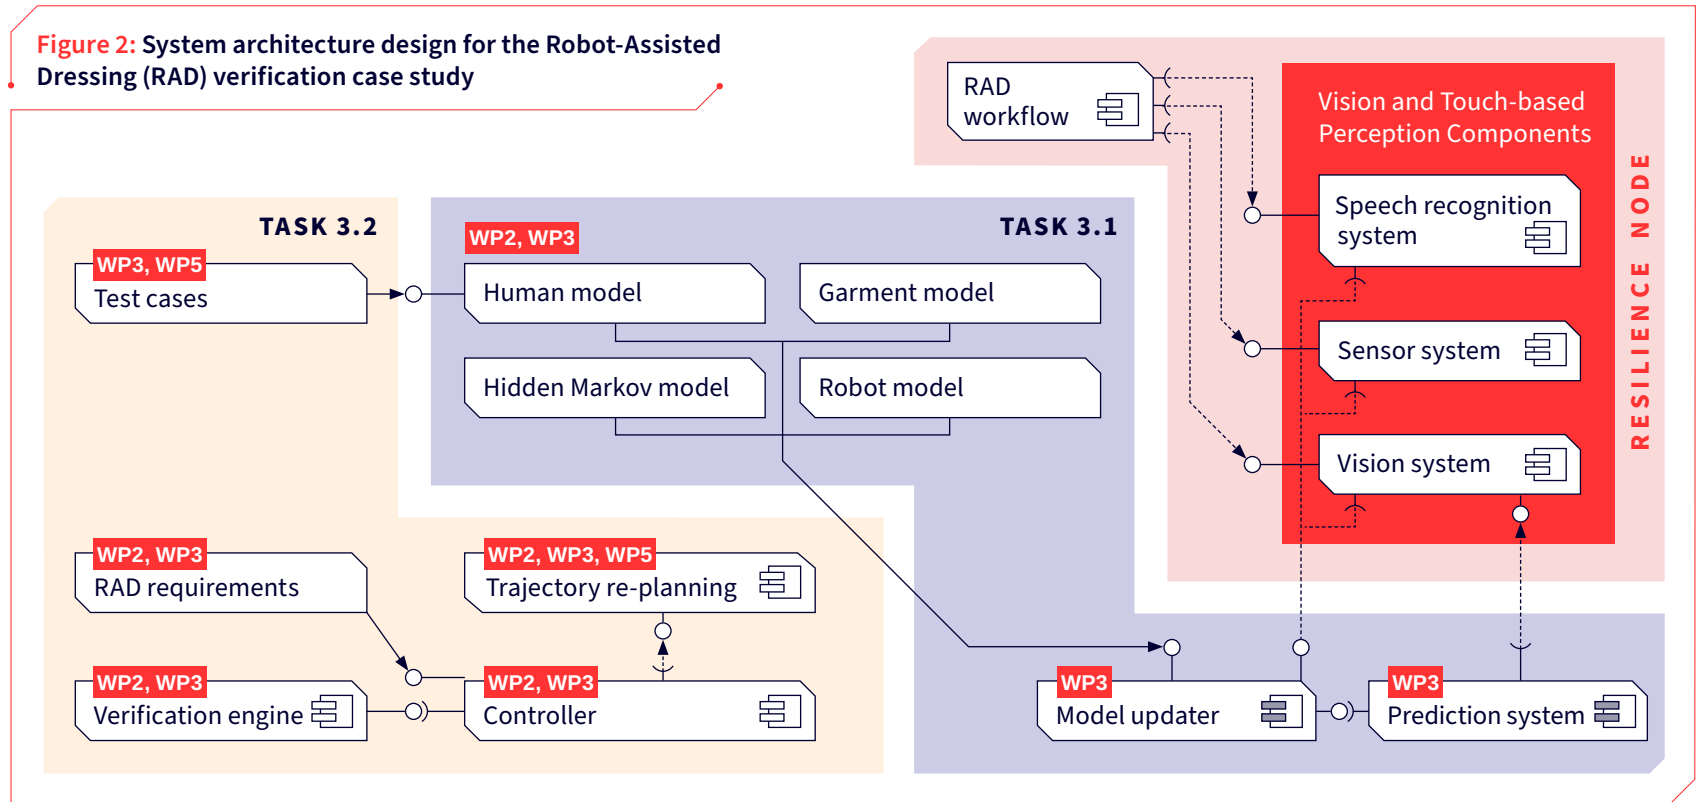 Figure 2: System architecture design for the Robot-Assisted
Dressing (RAD) verification case study
RAD
workflow
Vision and Touch-based
Perception Components
Speech recognition
system
Sensor system
Vision system
RESILIENCE NODE
TASK 3.2
WP3, WP5
Test cases
TASK 3.1
WP2, WP3
Human model
Garment model
Hidden Markov model
Robot model
WP2, WP3
RAD requirements
WP2, WP3, WP5
Trajectory re-planning
WP2, WP3
Verification engine
WP2, WP3
Controller
WP3
Model updater
WP3
Prediction system